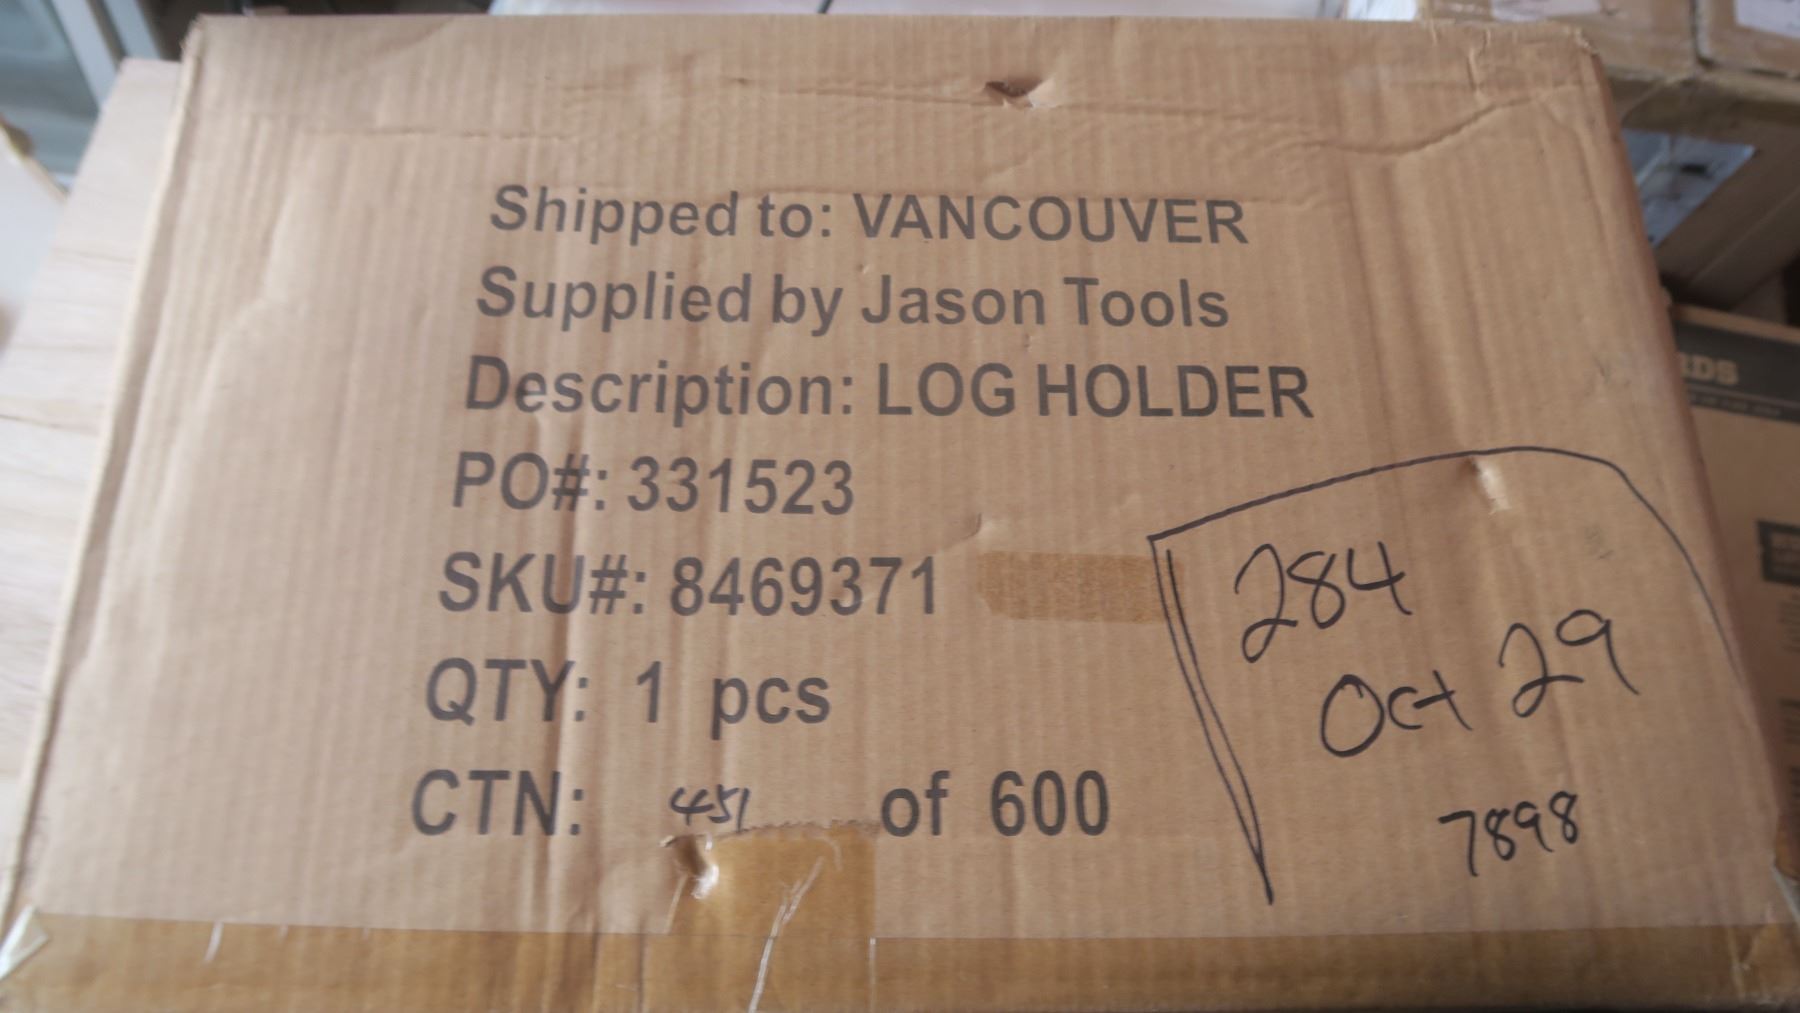 Shipped to: VANCOUVER
Supplied by Jason Tools
Description: LOG HOLDER
PO#: 331523
SKU#: 8469371
QTY: 1 pcs
CTN: 451 of 600
284
Oct 29
7898